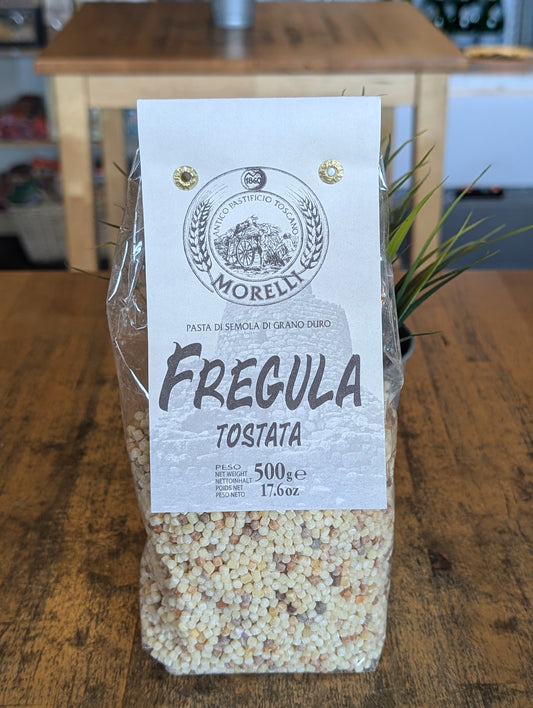 1860
ANTICO PASTIFICIO TOSCANO
MORELLI
PASTA DI SEMOLA DI GRANO DURO
FREGULA
TOSTATA
PESO
NET WEIGHT
NETTOINHALT
POIDS NET
PESO NETO
500g℮
17.6oz